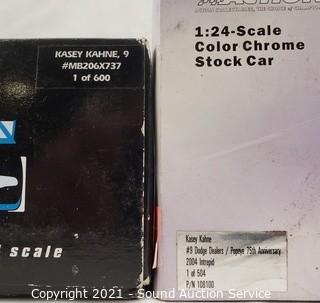 KASEY KAHNE, 9
#MB206X737
1 of 600
scale
1:24-Scale
Color Chrome
Stock Car
Kasey Kahne
#9 Dodge Dealers / Popeye 75th Anniversary
2004 Intrepid
1 of 504
P/N 108100
Copyright 2021 - Sound Auction Service